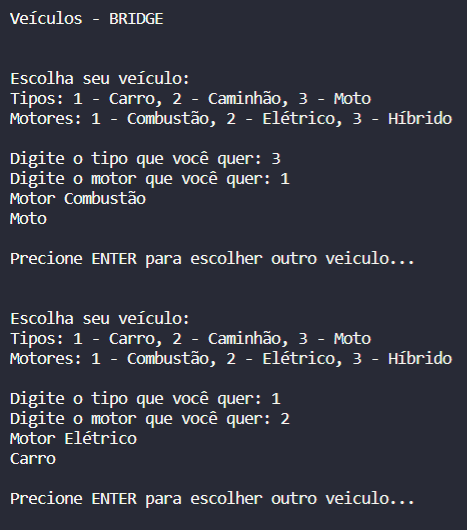 Veículos - BRIDGE
Escolha seu veículo:
Tipos: 1 - Carro, 2 - Caminhão, 3 - Moto
Motores: 1 - Combustão, 2 - Elétrico, 3 - Híbrido
Digite o tipo que você quer: 3
Digite o motor que você quer: 1
Motor Combustão
Moto
Precione ENTER para escolher outro veiculo...
Escolha seu veículo:
Tipos: 1 - Carro, 2 - Caminhão, 3 - Moto
Motores: 1 - Combustão, 2 - Elétrico, 3 - Híbrido
Digite o tipo que você quer: 1
Digite o motor que você quer: 2
Motor Elétrico
Carro
Precione ENTER para escolher outro veiculo...